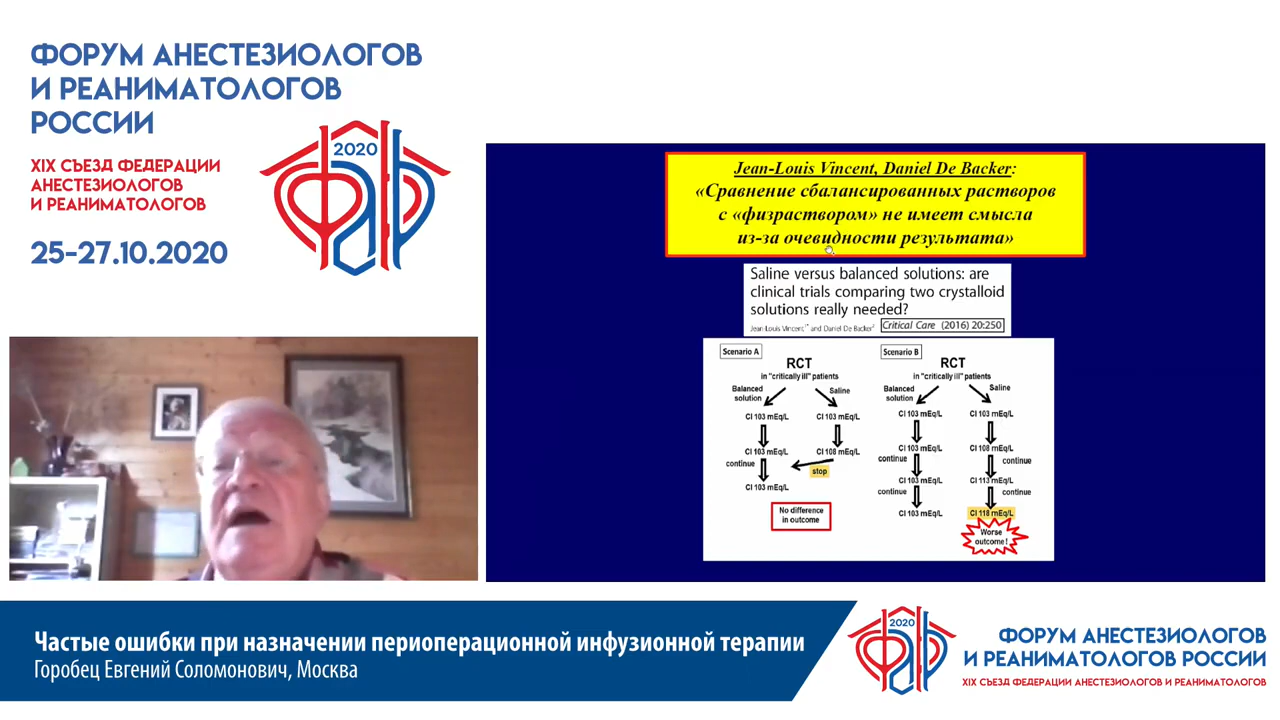 ФОРУМ АНЕСТЕЗИОЛОГОВ
И РЕАНИМАТОЛОГОВ
РОССИИ
XIX СЪЕЗД ФЕДЕРАЦИИ
АНЕСТЕЗИОЛОГОВ
И РЕАНИМАТОЛОГОВ
25-27.10.2020
2020
Jean-Louis Vincent, Daniel De Backer:
«Сравнение сбалансированных растворов
с «физраствором» не имеет смысла
из-за очевидности результата»
Saline versus balanced solutions: are
clinical trials comparing two crystalloid
solutions really needed?
Jean-Louis Vincent and Daniel De Backer
Critical Care (2016) 20:250
Scenario A
RCT
in "critically ill" patients
Balanced
solution
Saline
Cl 103 mEq/L
Cl 103 mEq/L
Cl 103 mEq/L
Cl 108 mEq/L
continue
stop
Cl 103 mEq/L
No difference
in outcome
Scenario B
RCT
in "critically ill" patients
Balanced
solution
Saline
Cl 103 mEq/L
Cl 103 mEq/L
Cl 103 mEq/L
Cl 108 mEq/L
continue
continue
Cl 103 mEq/L
Cl 113 mEq/L
continue
continue
Cl 103 mEq/L
Cl 118 mEq/L
Worse
outcome!
Частые ошибки при назначении периоперационной инфузионной терапии
Горобец Евгений Соломонович, Москва
2020
ФОРУМ АНЕСТЕЗИОЛОГОВ
И РЕАНИМАТОЛОГОВ РОССИИ
XIX СЪЕЗД ФЕДЕРАЦИИ АНЕСТЕЗИОЛОГОВ И РЕАНИМАТОЛОГОВ